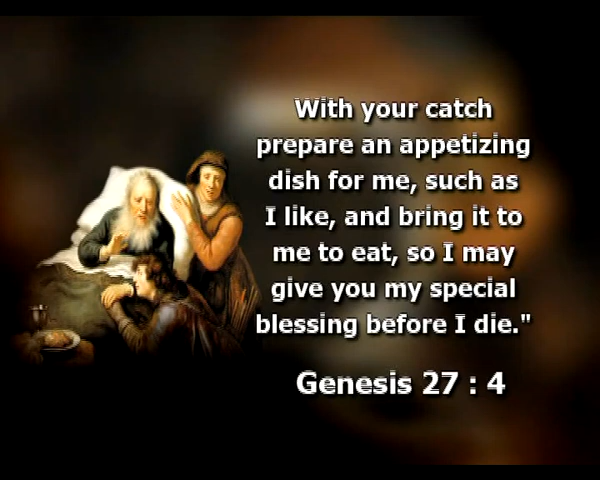 With your catch
prepare an appetizing
dish for me, such as
I like, and bring it to
me to eat, so I may
give you my special
blessing before I die."
Genesis 27 : 4